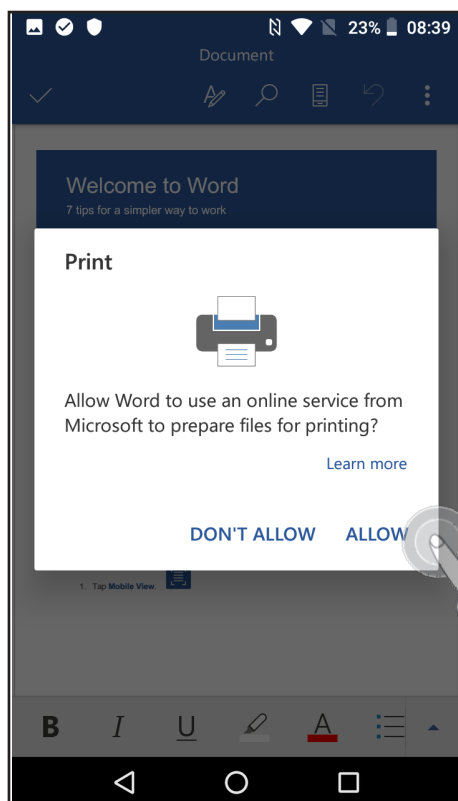 23% 08:39
Document
Welcome to Word
7 tips for a simpler way to work
Print
Allow Word to use an online service from
Microsoft to prepare files for printing?
Learn more
DON'T ALLOW ALLOW
1. Tap Mobile View.
B I U A